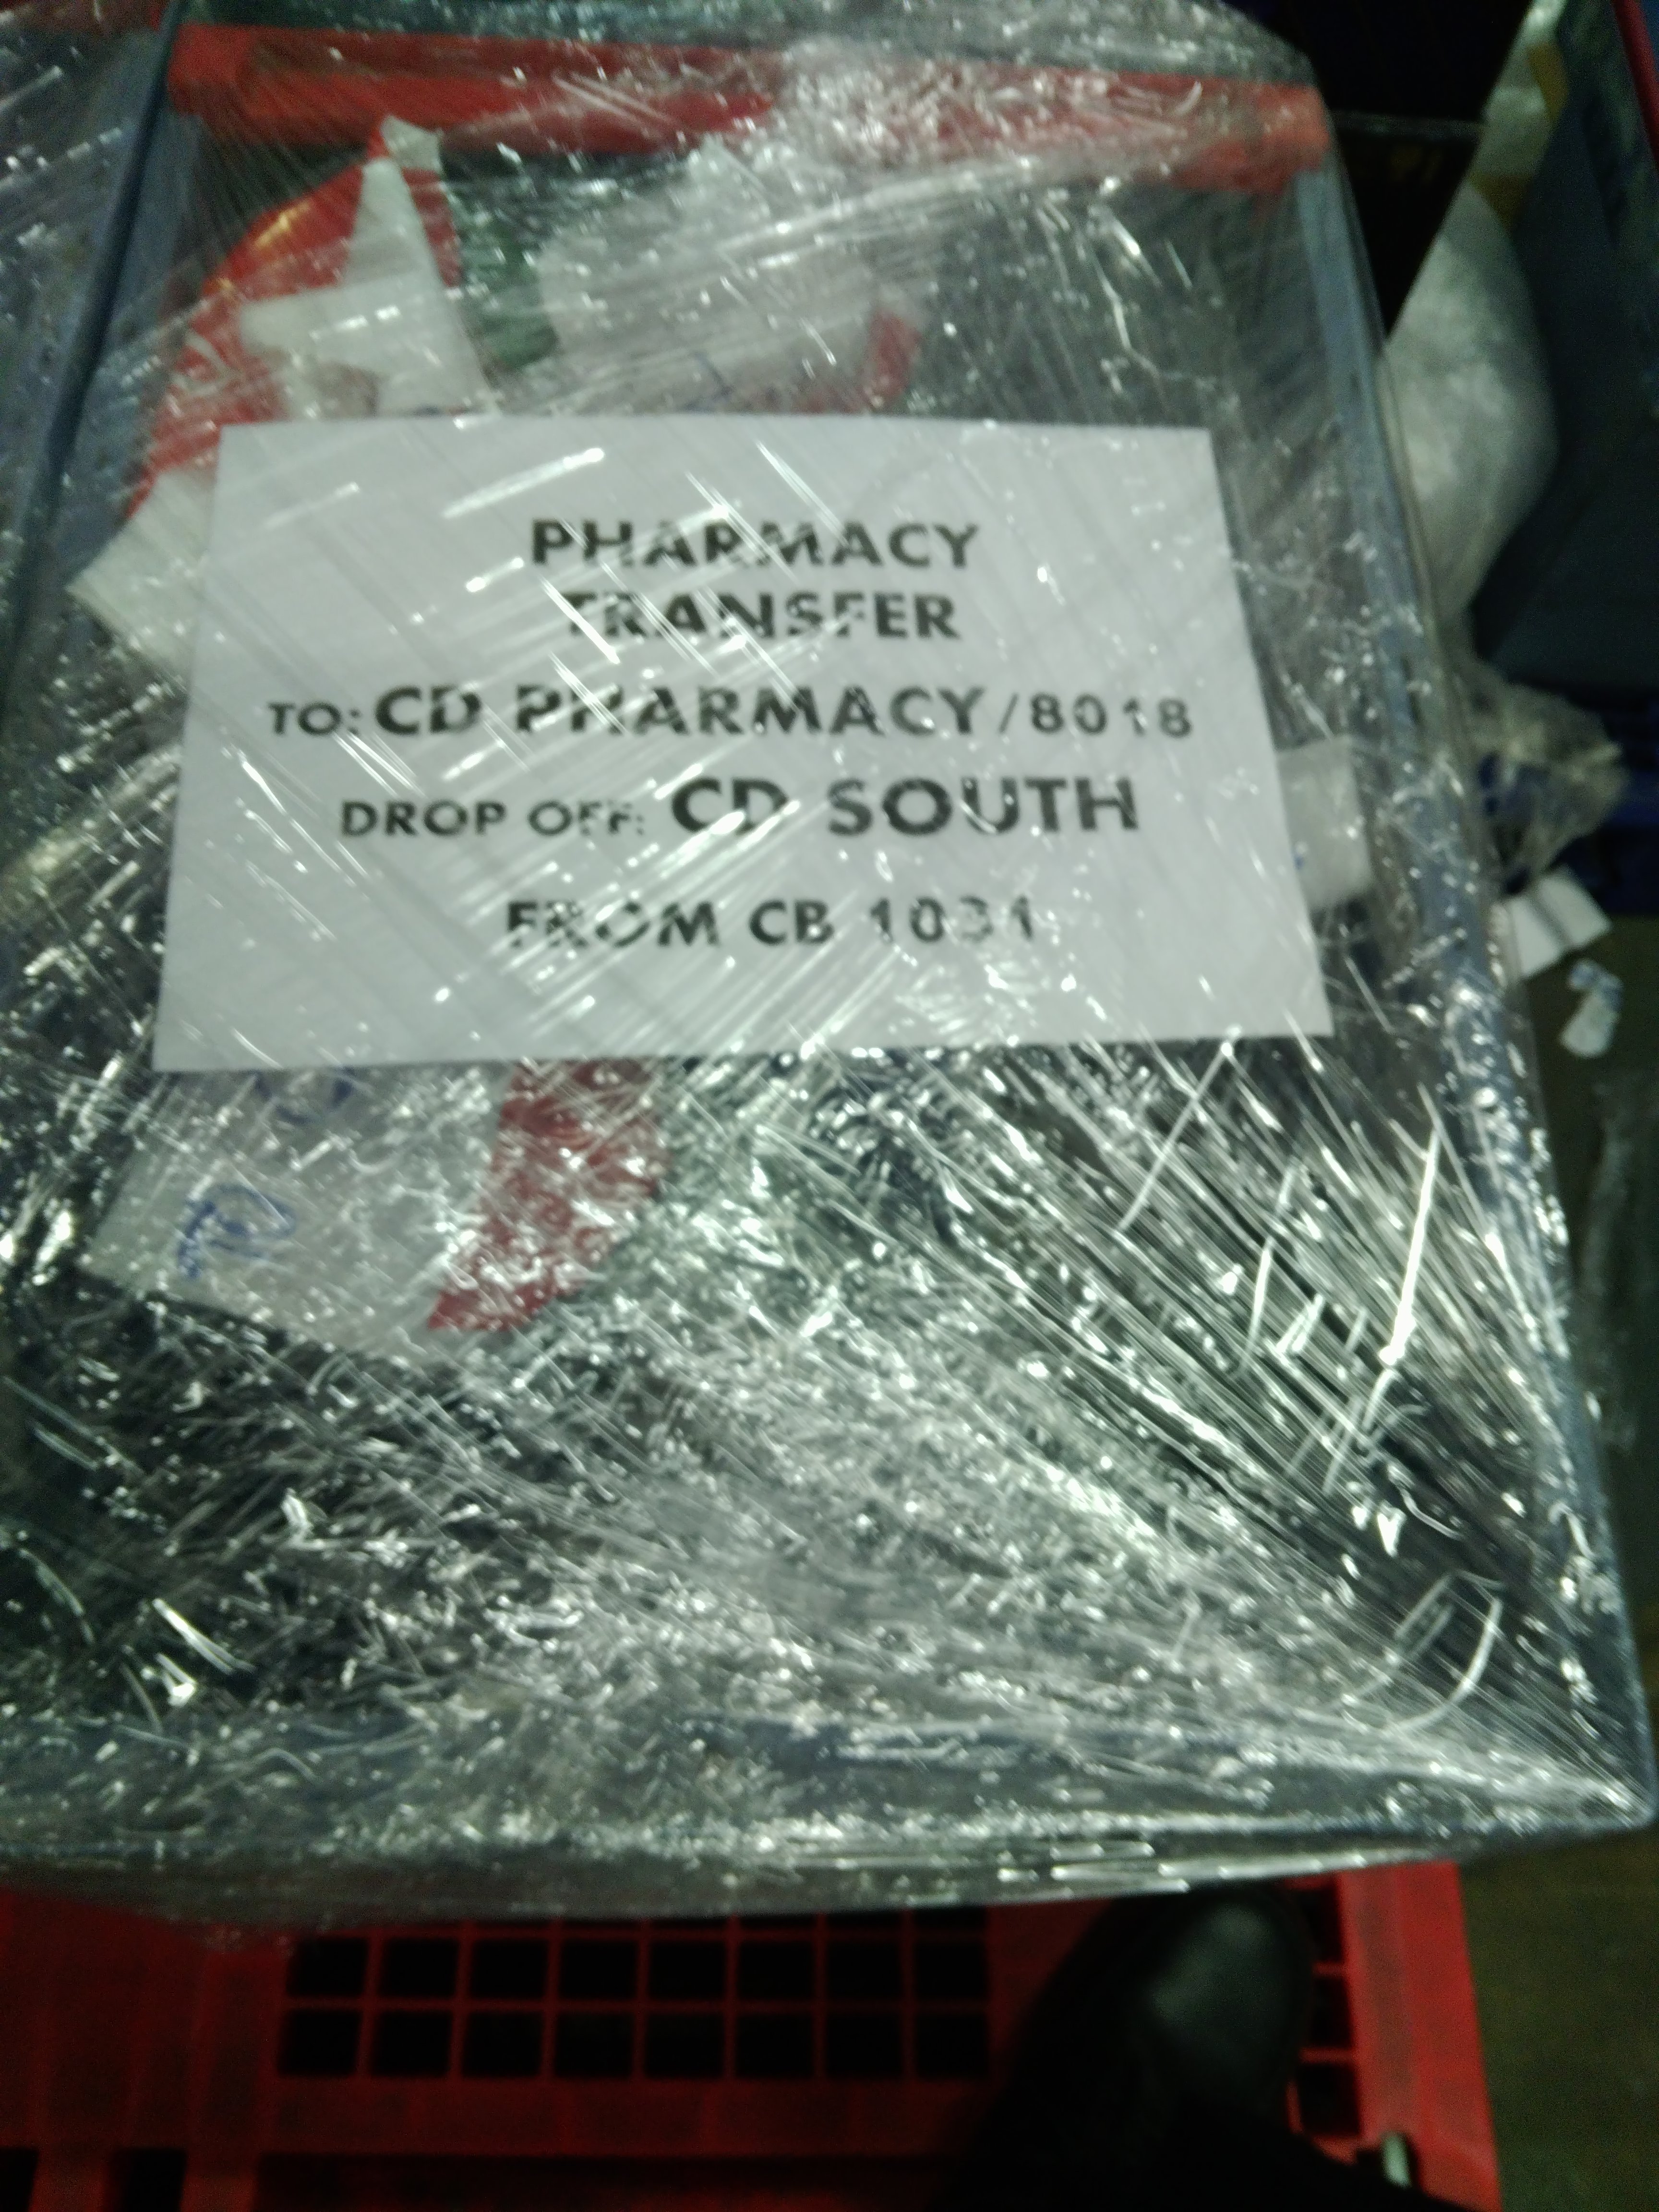 PHARMACY
TRANSFER
TO: CD PHARMACY/8018
DROP OFF: CD SOUTH
FROM CB 1031